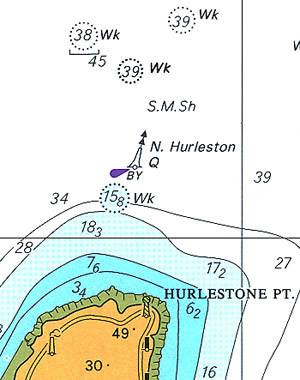 39 Wk
38 Wk
45
39 Wk
S.M.Sh
N. Hurleston
Q
BY
39
34
15₈ Wk
18₃
28
7₆
17₂
27
3₄
HURLESTONE PT.
6₂
49
30
16